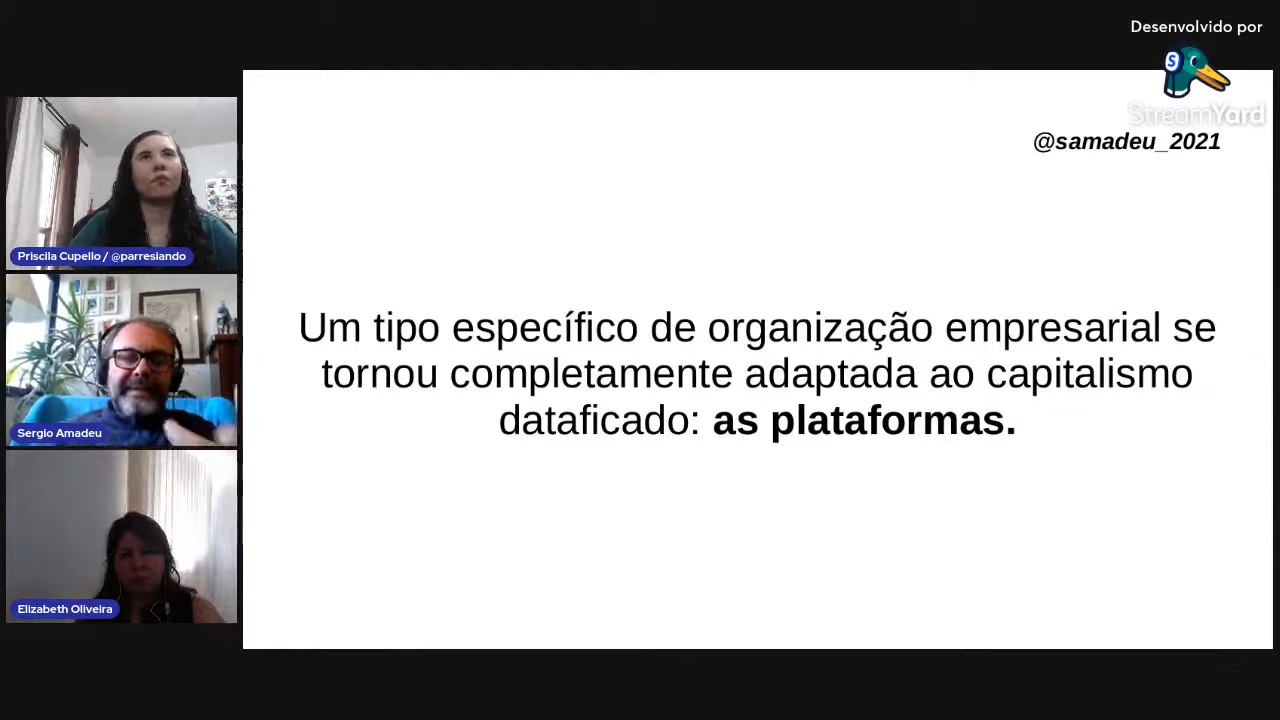 Desenvolvido por
S
StreamYard
@samadeu_2021
Priscila Cupello / @parresiando
Sergio Amadeu
Elizabeth Oliveira
Um tipo específico de organização empresarial se
tornou completamente adaptada ao capitalismo
dataficado: as plataformas.